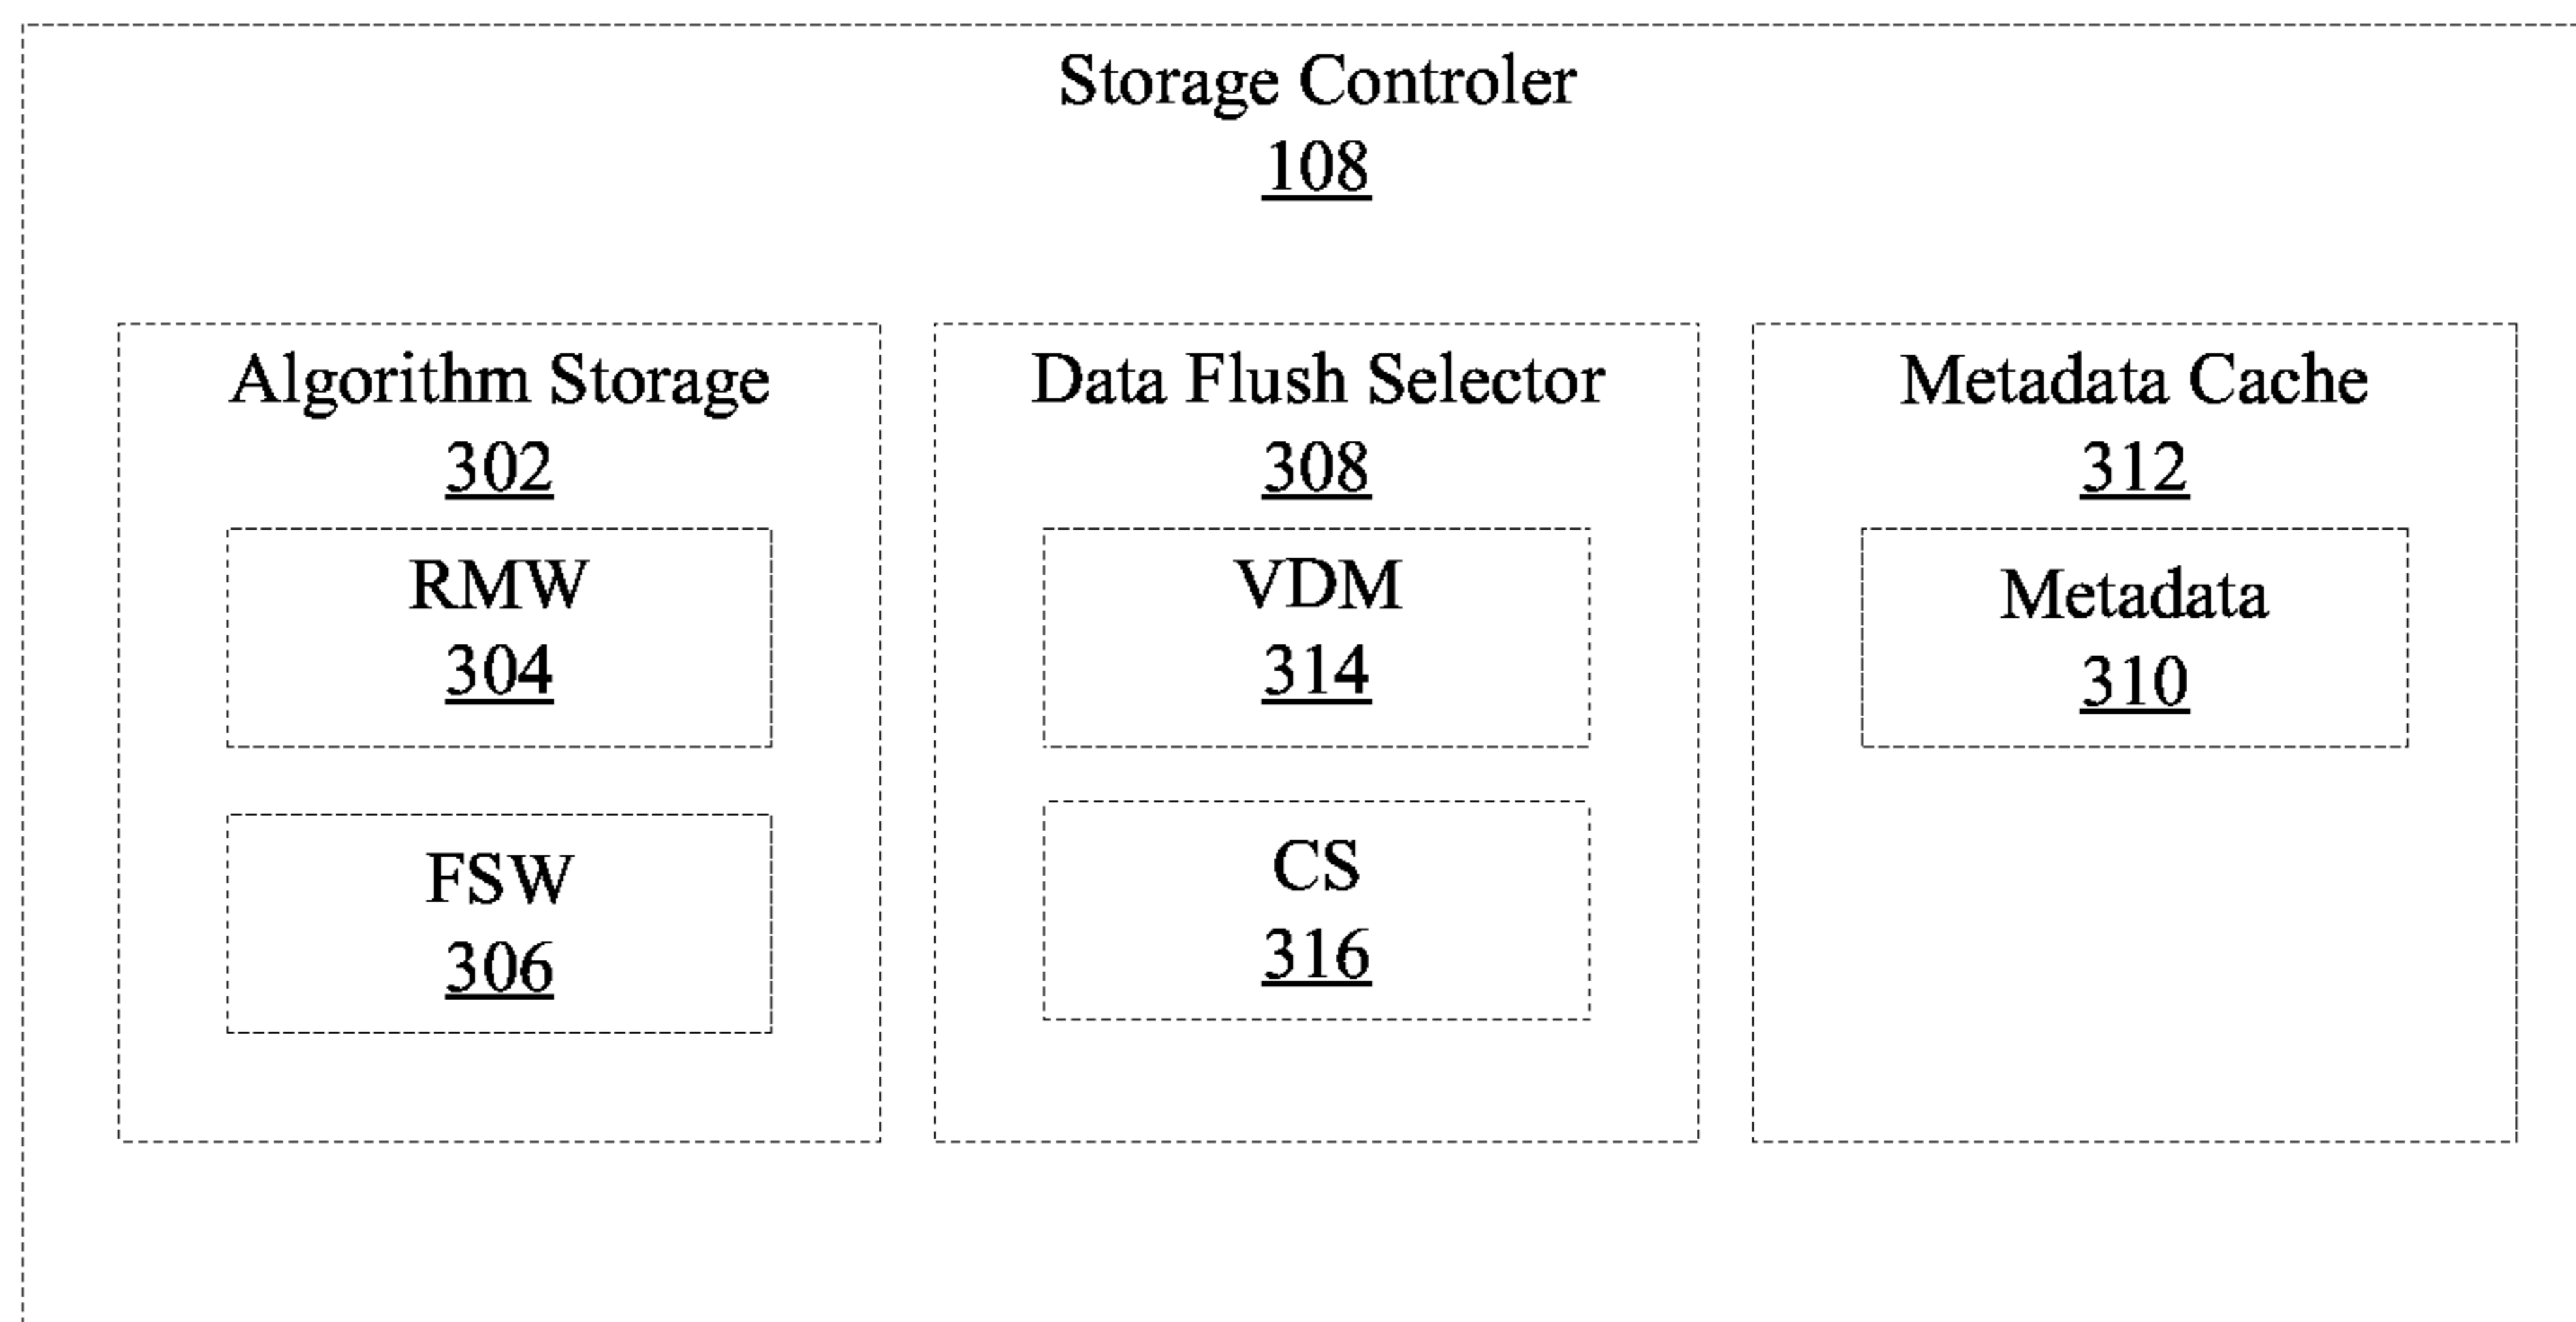 Storage Controler
108
Algorithm Storage
302
RMW
304
FSW
306
Data Flush Selector
308
VDM
314
CS
316
Metadata Cache
312
Metadata
310